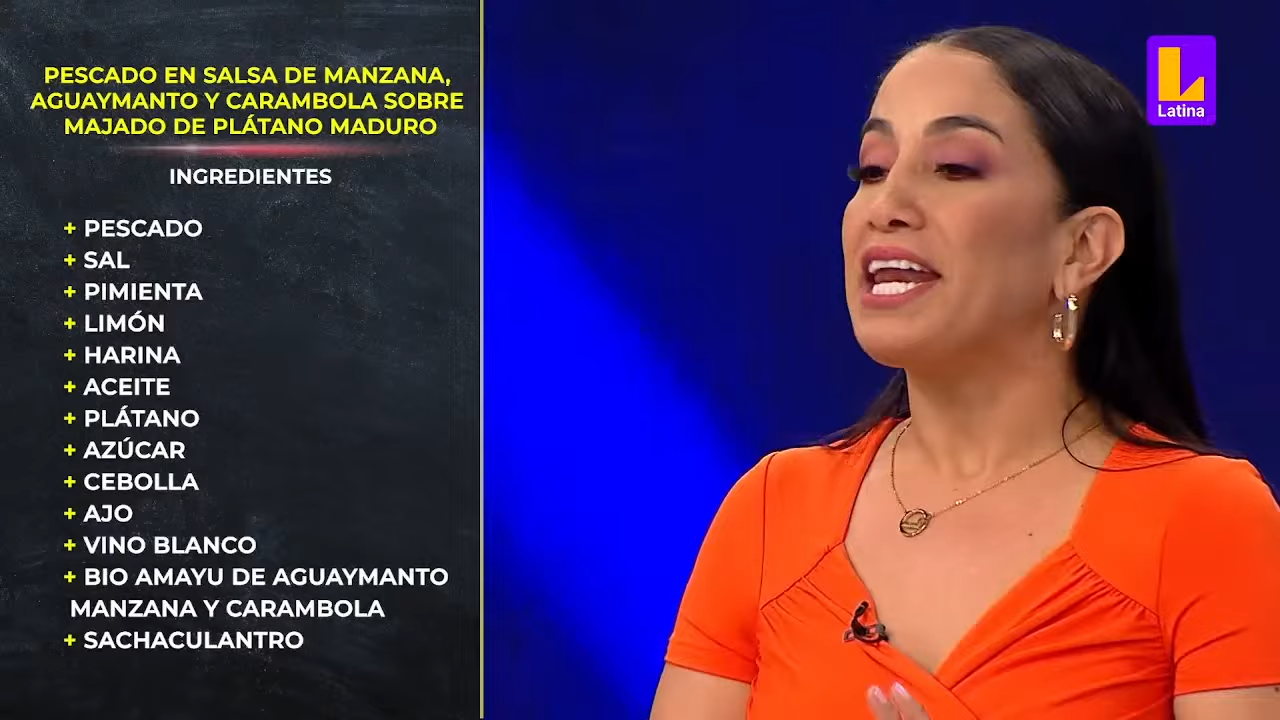 PESCADO EN SALSA DE MANZANA,
AGUAYMANTO Y CARAMBOLA SOBRE
MAJADO DE PLÁTANO MADURO
INGREDIENTES
+ PESCADO
+ SAL
+ PIMIENTA
+ LIMÓN
+ HARINA
+ ACEITE
+ PLÁTANO
+ AZÚCAR
+ CEBOLLA
+ AJO
+ VINO BLANCO
+ BIO AMAYU DE AGUAYMANTO
MANZANA Y CARAMBOLA
+ SACHACULANTRO
Latina